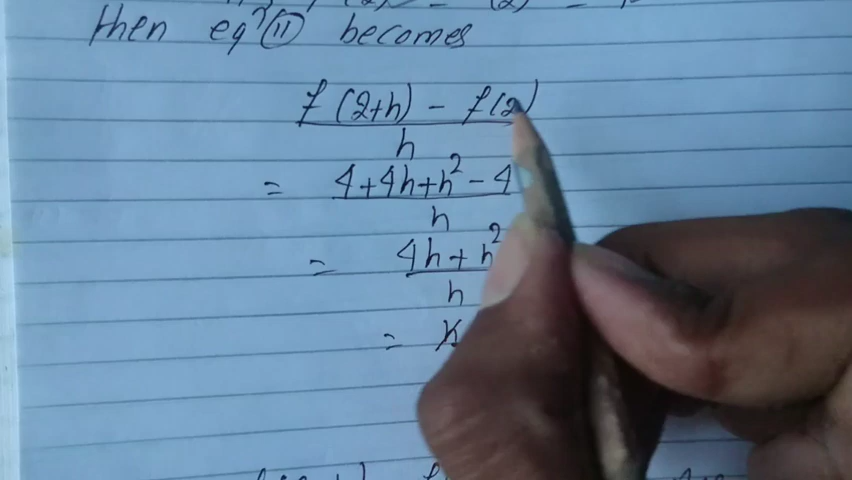 then eqⁿ (ii) becomes
f(2+h) - f(2)
h
= 4+4h+h² - 4
h
= 4h + h²
h
= h